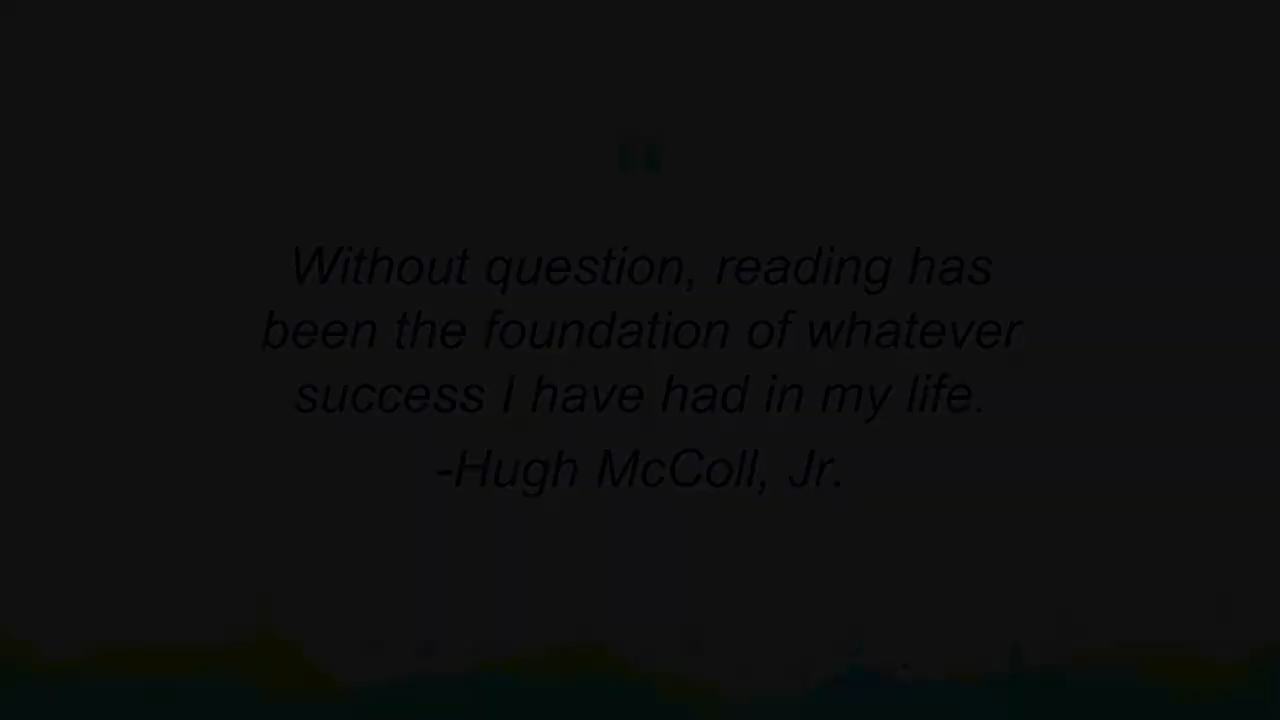 "
Without question, reading has
been the foundation of whatever
success I have had in my life.
-Hugh McColl, Jr.